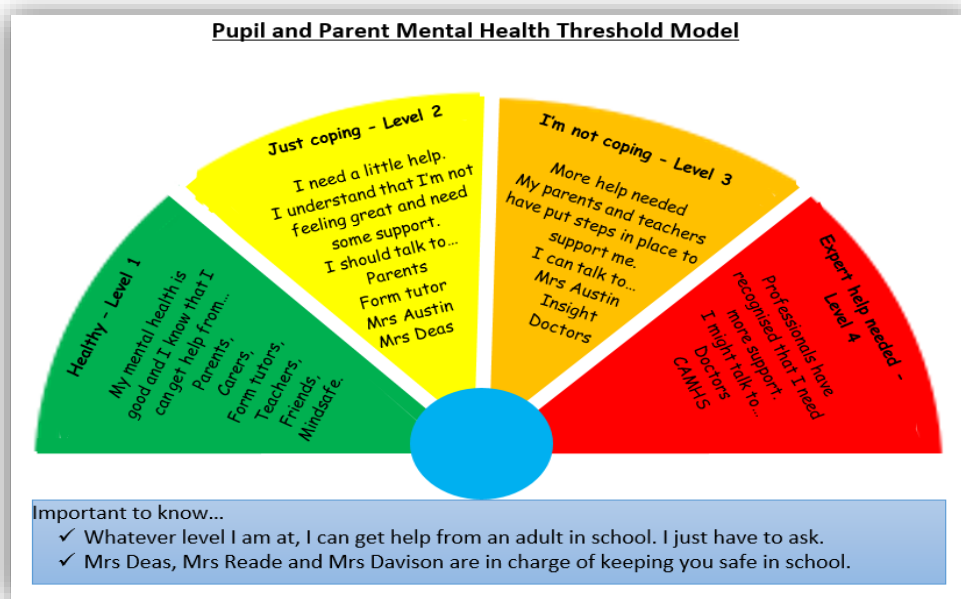 Pupil and Parent Mental Health Threshold Model
Healthy - Level 1
My mental health is
good and I know that I
can get help from...
Parents,
Carers,
Form tutors,
Teachers,
Friends,
Mindsafe.
Just coping - Level 2
I need a little help.
I understand that I'm not
feeling great and need
some support.
I should talk to...
Parents
Form tutor
Mrs Austin
Mrs Deas
I'm not coping - Level 3
More help needed
My parents and teachers
have put steps in place to
support me.
I can talk to...
Mrs Austin
Insight
Doctors
Expert help needed -
Level 4
Professionals have
recognised that I need
more support.
I might talk to...
Doctors
CAMHS
Important to know...
✓ Whatever level I am at, I can get help from an adult in school. I just have to ask.
✓ Mrs Deas, Mrs Reade and Mrs Davison are in charge of keeping you safe in school.